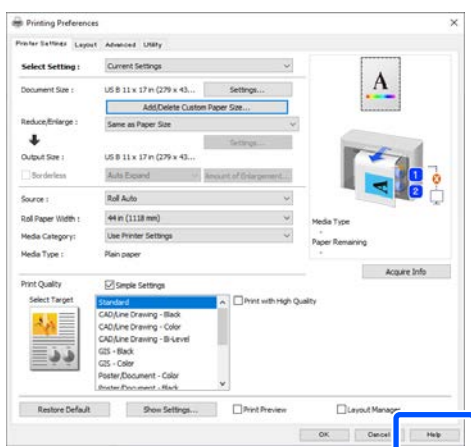 Printing Preferences
Printer Settings Layout Advanced Utility
Select Setting : Current Settings
Document Size : US B 11 x 17 in (279 x 43... Settings...
Add/Delete Custom Paper Size...
Reduce/Enlarge : Same as Paper Size
Settings...
Output Size : US B 11 x 17 in (279 x 43...
Borderless Auto Expand Amount of Enlargement...
Source : Roll Auto
Roll Paper Width : 44 in (1118 mm)
Media Category: Use Printer Settings
Media Type : Plain paper
A
A
1
2
Media Type
-
Paper Remaining
-
Acquire Info
Print Quality Simple Settings
Select Target
Standard
CAD/Line Drawing - Black
CAD/Line Drawing - Color
CAD/Line Drawing - Bi-Level
GIS - Black
GIS - Color
Poster/Document - Color
Poster/Document - Black
Print with High Quality
Restore Default Show Settings... Print Preview Layout Manager
OK Cancel Help